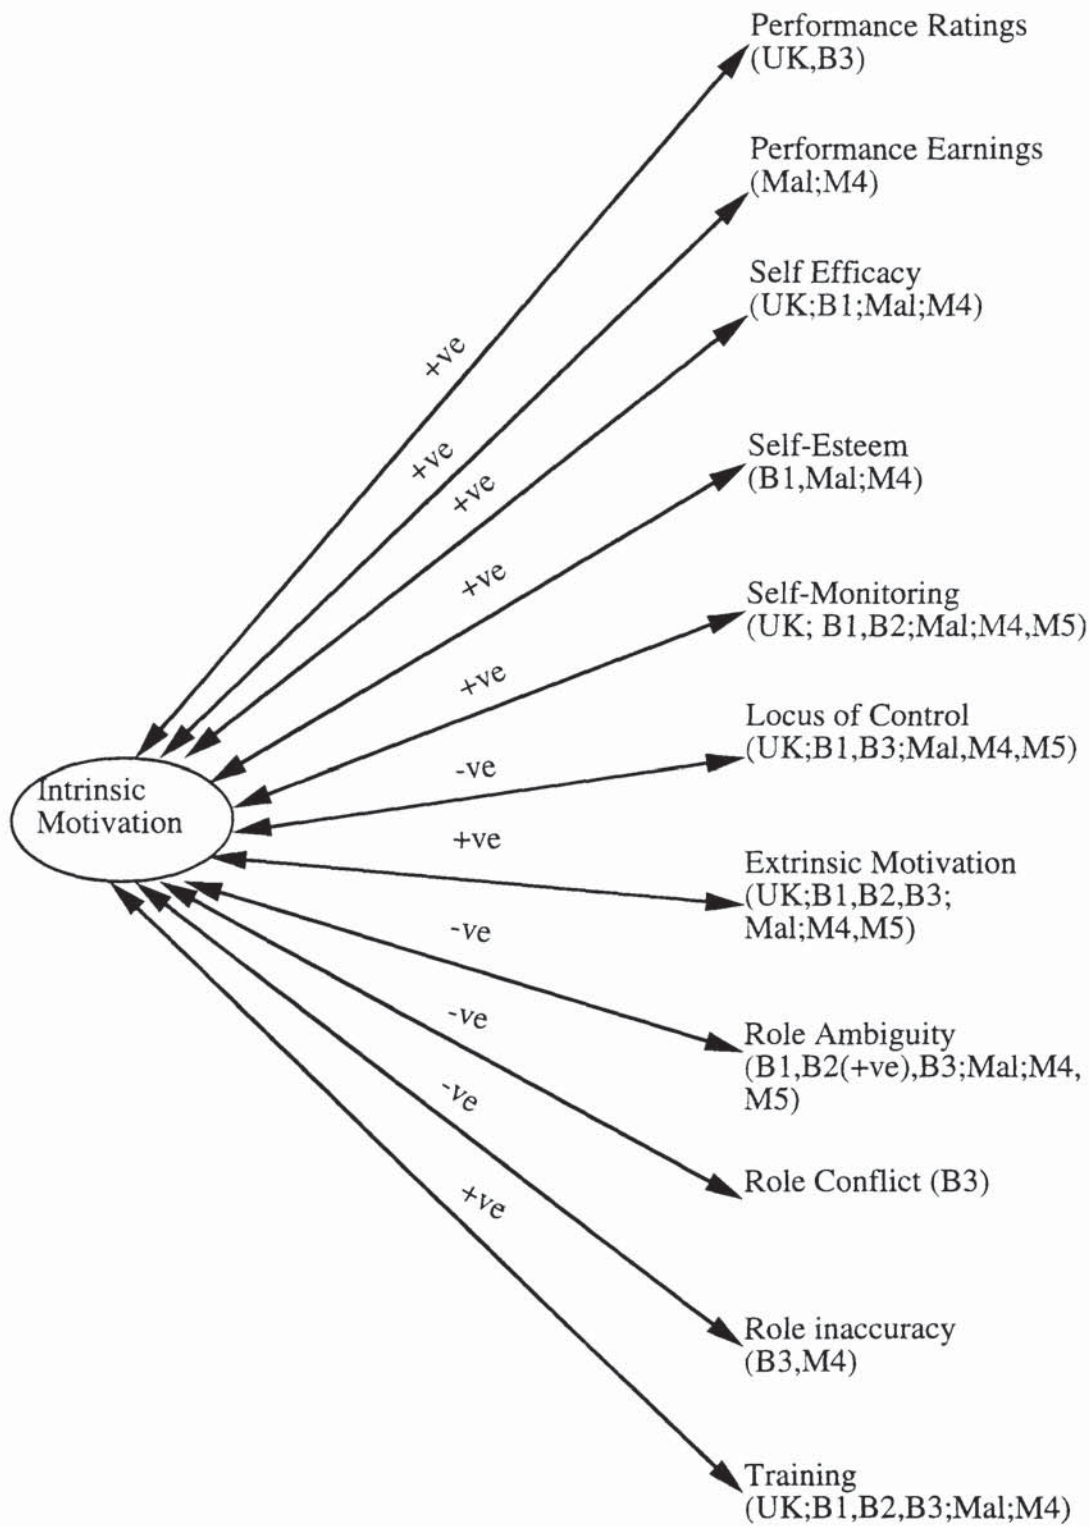 Performance Ratings
(UK,B3)
Performance Earnings
(Mal;M4)
Self Efficacy
(UK;B1;Mal;M4)
+ve
Self-Esteem
(B1,Mal;M4)
+ve
+ve
+ve
Self-Monitoring
(UK; B1,B2;Mal;M4,M5)
+ve
Locus of Control
(UK;B1,B3;Mal,M4,M5)
-ve
Intrinsic
Motivation
+ve
Extrinsic Motivation
(UK;B1,B2,B3;
Mal;M4,M5)
-ve
-ve
Role Ambiguity
(B1,B2(+ve),B3;Mal;M4,
M5)
-ve
Role Conflict (B3)
+ve
Role inaccuracy
(B3,M4)
Training
(UK;B1,B2,B3;Mal;M4)